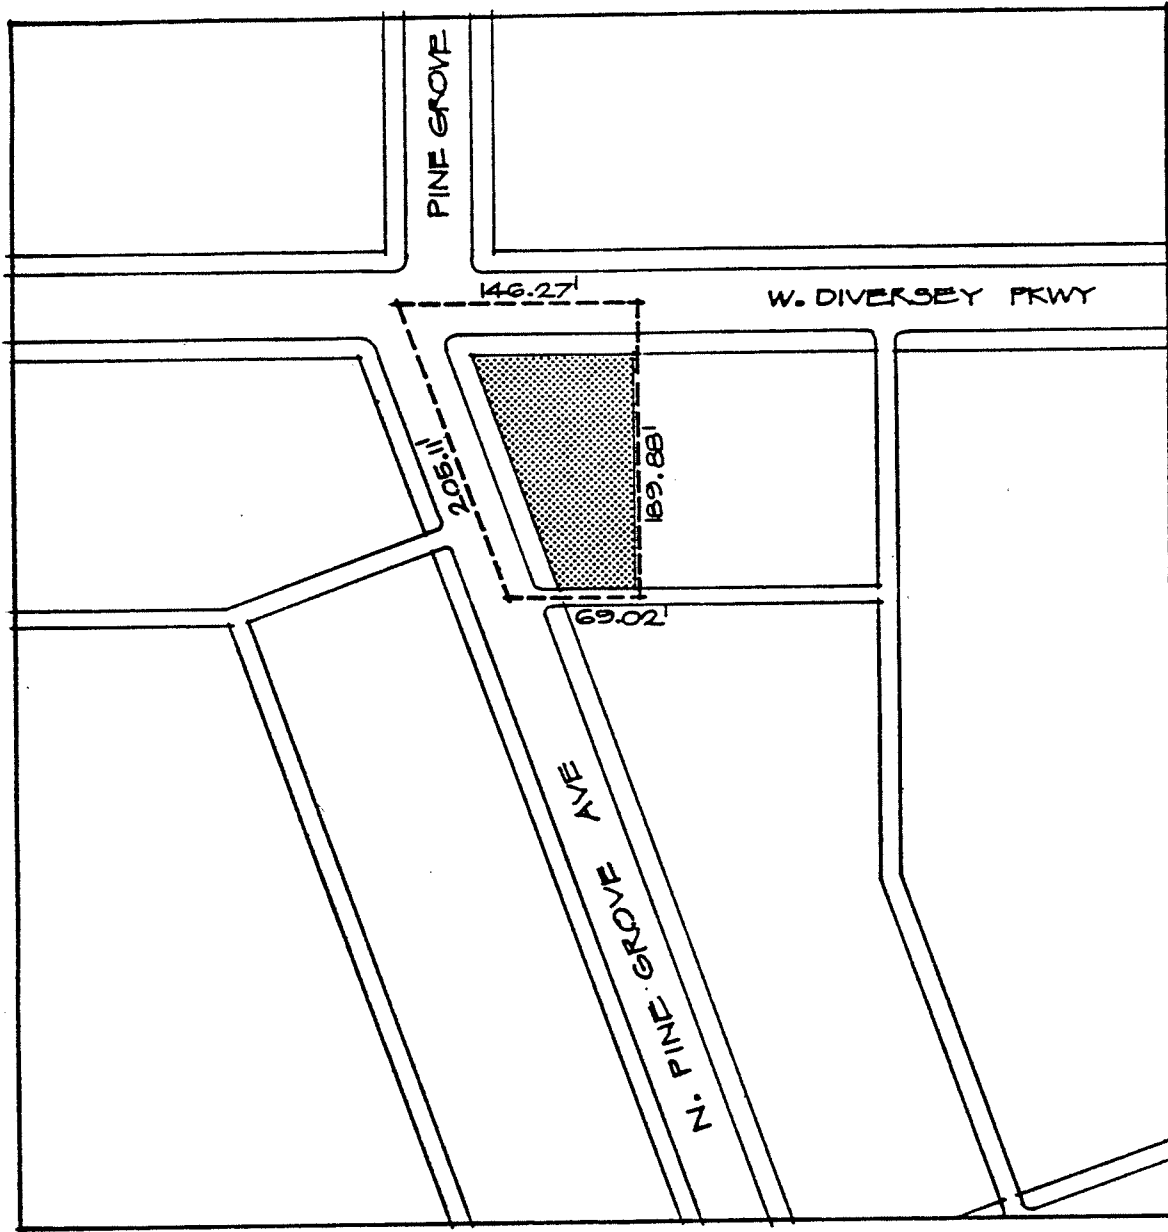 PINE GROVE
146.27'
W. DIVERSEY PKWY
205.11'
189.88'
69.02'
N. PINE GROVE AVE